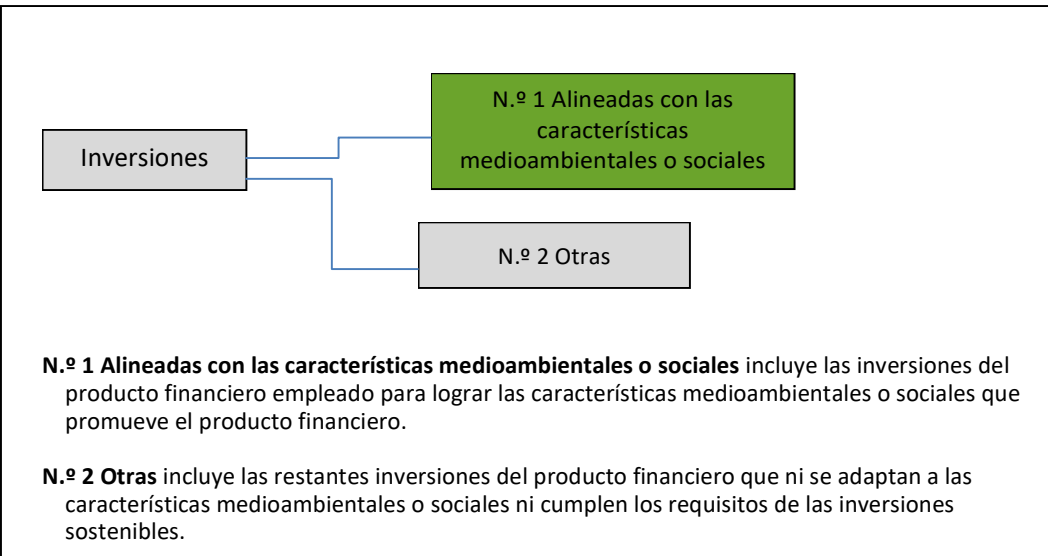 N.º 1 Alineadas con las
características
medioambientales o sociales
Inversiones
N.º 2 Otras
N.º 1 Alineadas con las características medioambientales o sociales incluye las inversiones del
producto financiero empleado para lograr las características medioambientales o sociales que
promueve el producto financiero.
N.º 2 Otras incluye las restantes inversiones del producto financiero que ni se adaptan a las
características medioambientales o sociales ni cumplen los requisitos de las inversiones
sostenibles.